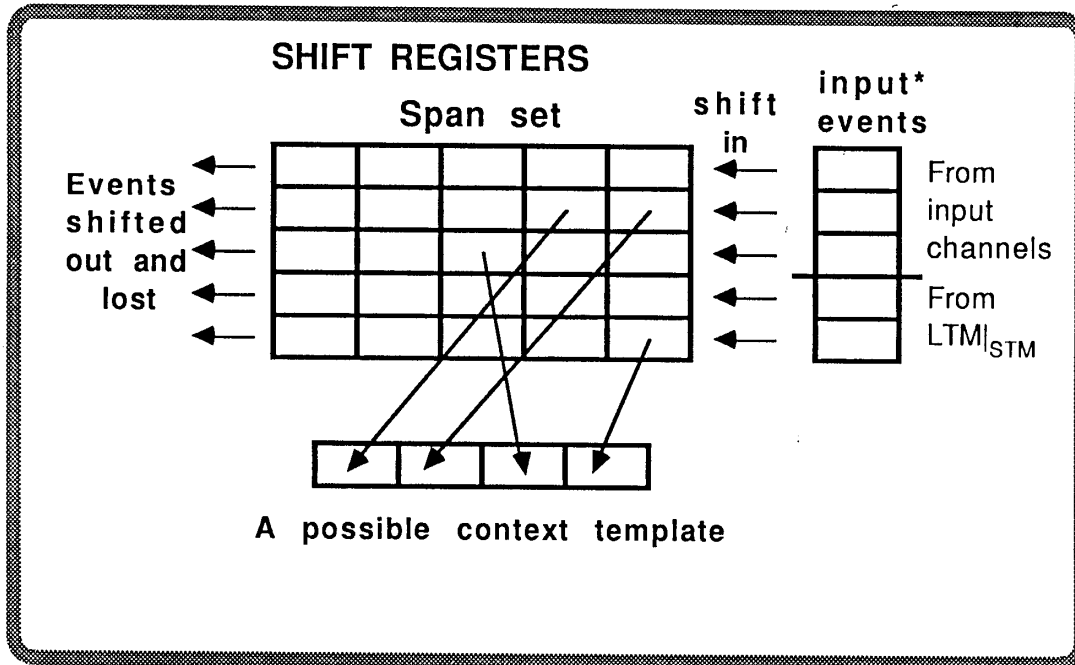 SHIFT REGISTERS
Span set
shift
in
input*
events
Events
shifted
out and
lost
From
input
channels
From
LTM|STM
A possible context template